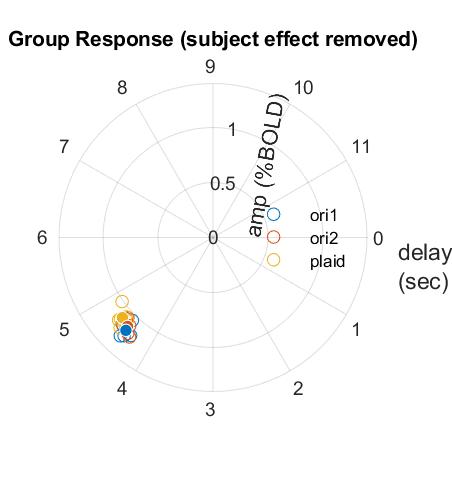 Group Response (subject effect removed)
9
8
10
7
11
1
0.5
amp (%BOLD)
ori1
6
0
ori2
0
delay
(sec)
plaid
5
1
4
2
3